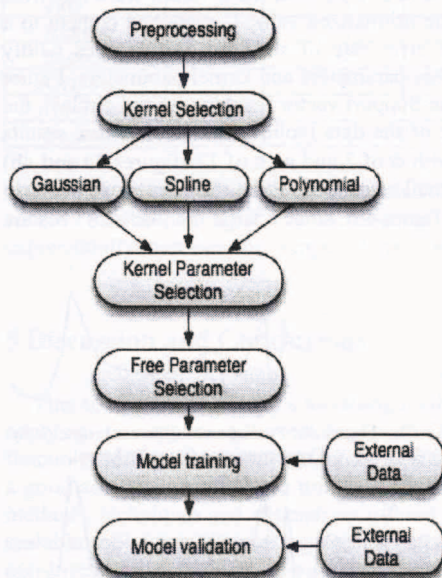 Preprocessing
Kernel Selection
Gaussian
Spline
Polynomial
Kernel Parameter
Selection
Free Parameter
Selection
Model training
External
Data
Model validation
External
Data